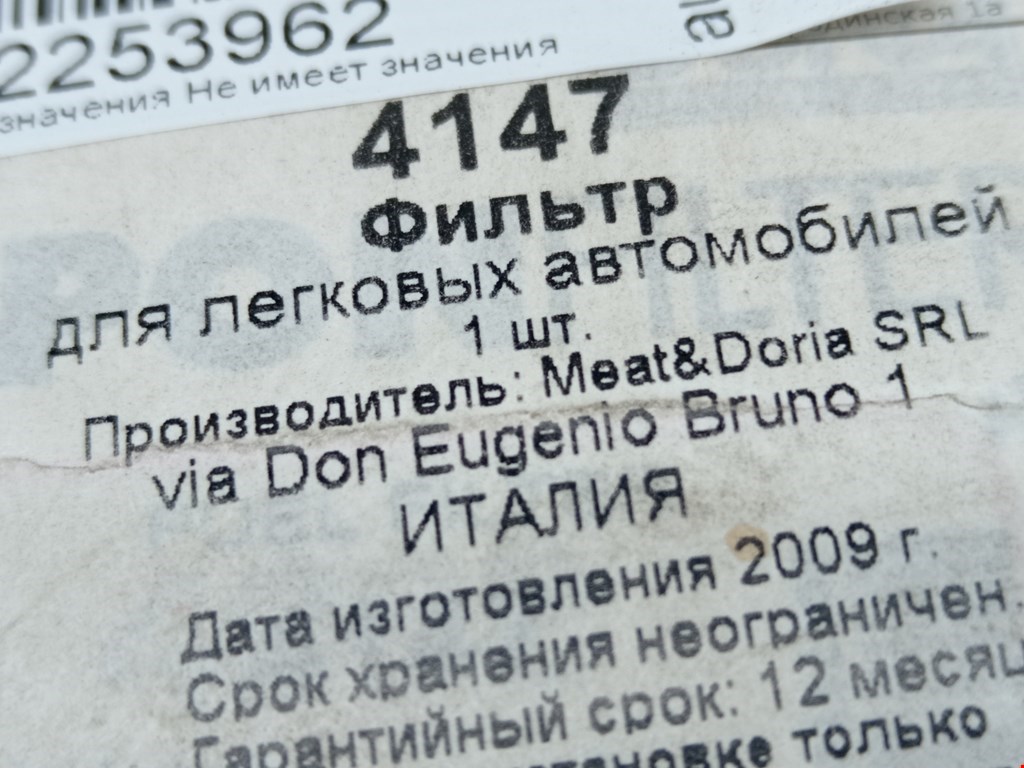 2253962
значения Не имеет значения
4147
Фильтр
для легковых автомобилей
1 шт.
Производитель: Meat&Doria SRL
via Don Eugenio Bruno 1
ИТАЛИЯ
Дата изготовления 2009 г.
Срок хранения неограничен.
Гарантийный срок: 12
только